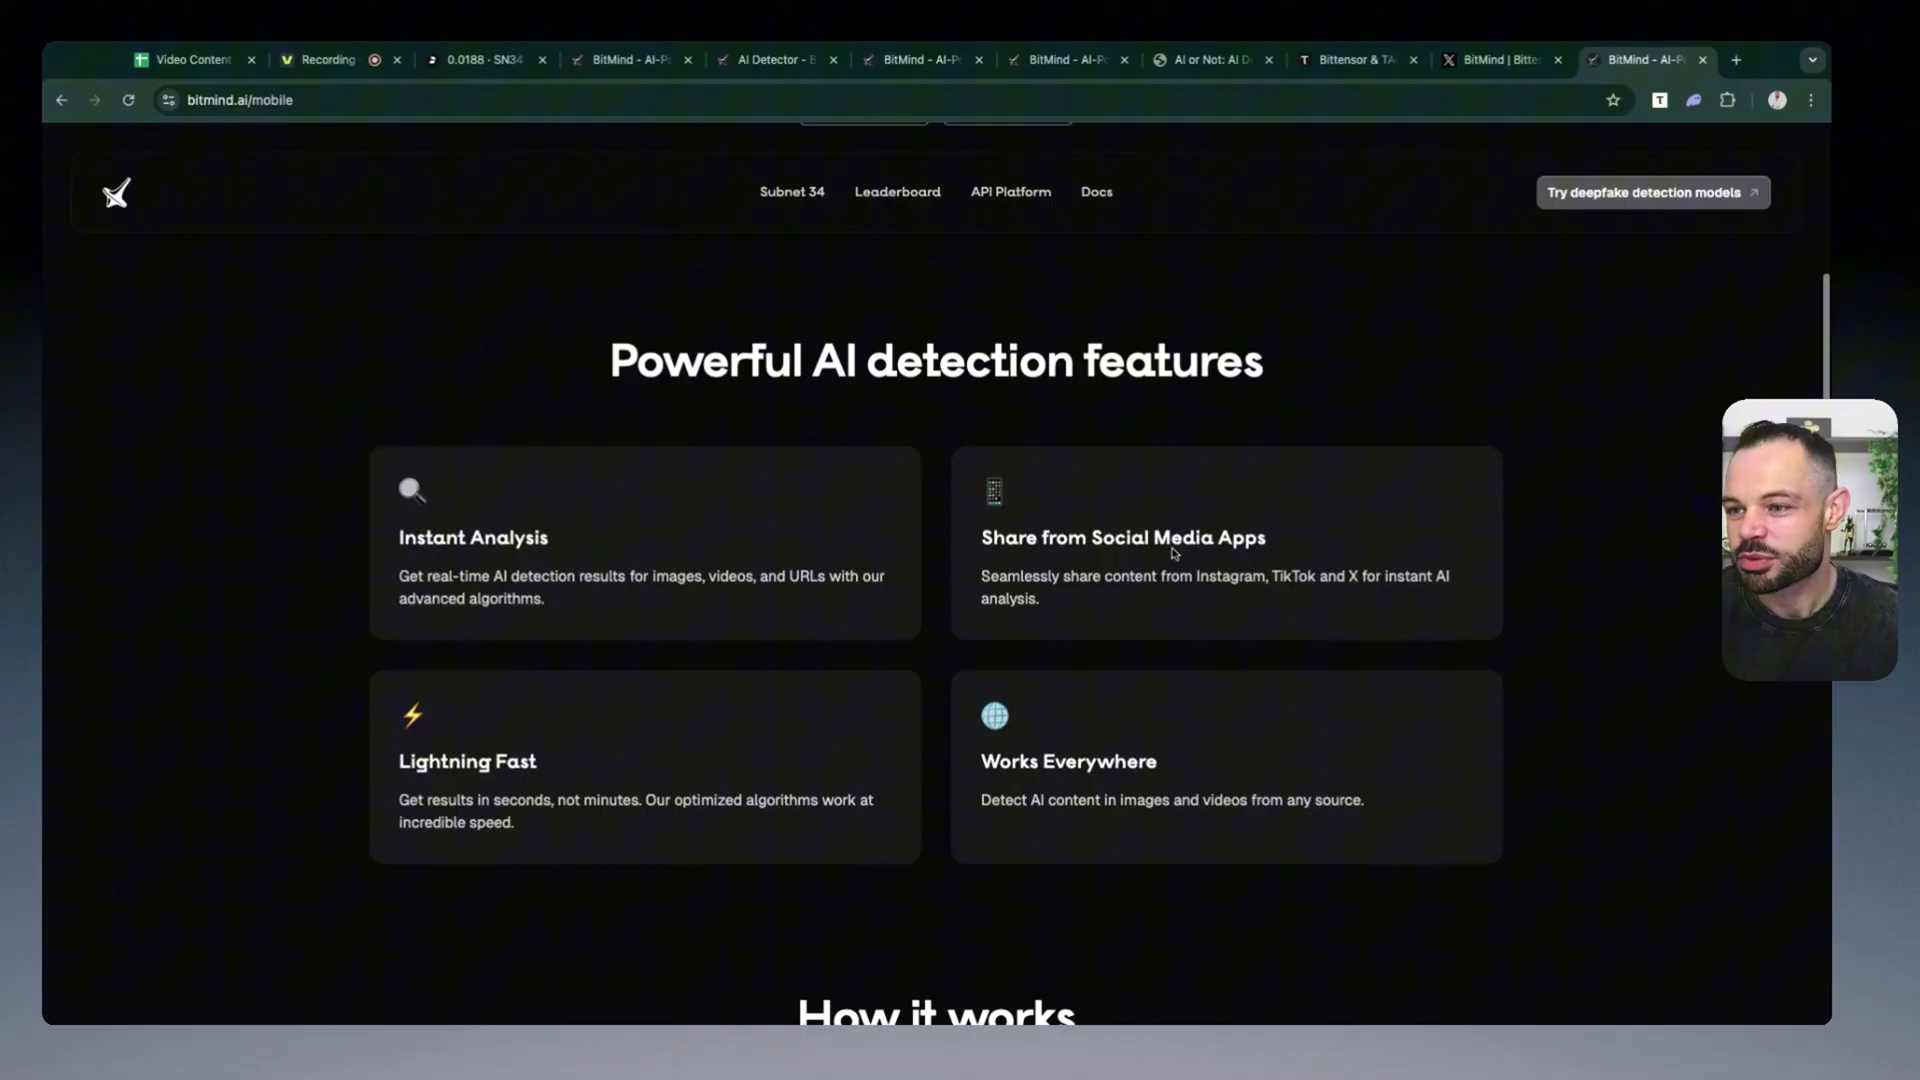 Video Content
Recording
0.0188 · SN34
BitMind - AI-P
AI Detector - B
BitMind - AI-Po
BitMind - AI-Po
AI or Not: AI D
Bittensor & TA
BitMind | Bitte
BitMind - AI-P
bitmind.ai/mobile
Subnet 34
Leaderboard
API Platform
Docs
Try deepfake detection models
Powerful AI detection features
Instant Analysis
Get real-time AI detection results for images, videos, and URLs with our
advanced algorithms.
Share from Social Media Apps
Seamlessly share content from Instagram, TikTok and X for instant AI
analysis.
Lightning Fast
Get results in seconds, not minutes. Our optimized algorithms work at
incredible speed.
Works Everywhere
Detect AI content in images and videos from any source.
How it works